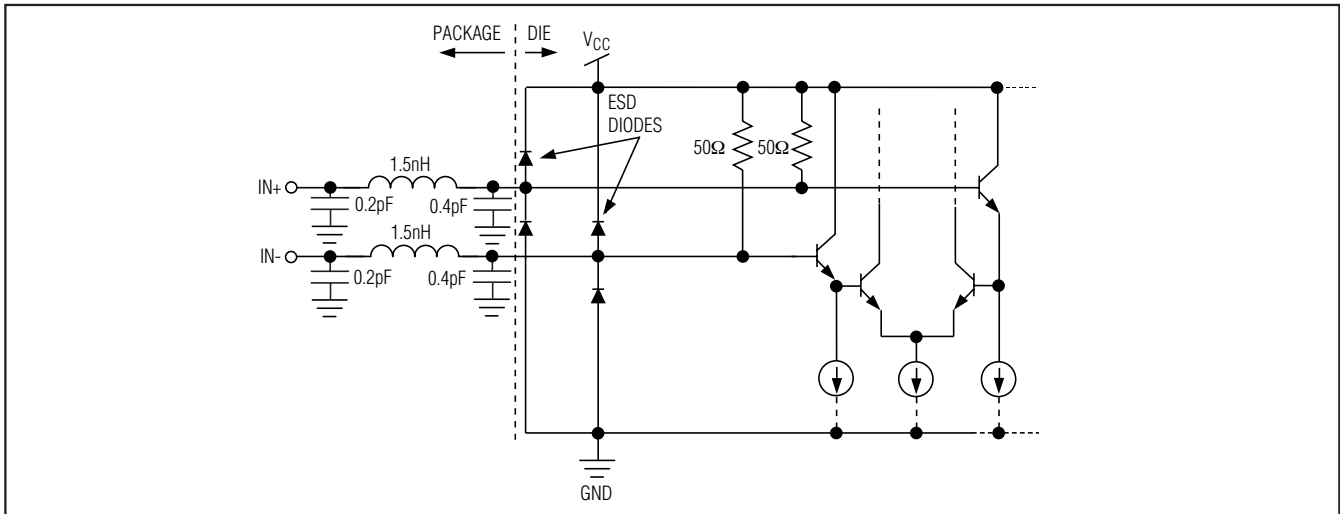 PACKAGE
DIE
VCC
ESD
DIODES
50Ω
50Ω
1.5nH
IN+
0.2pF
0.4pF
1.5nH
IN-
0.2pF
0.4pF
GND